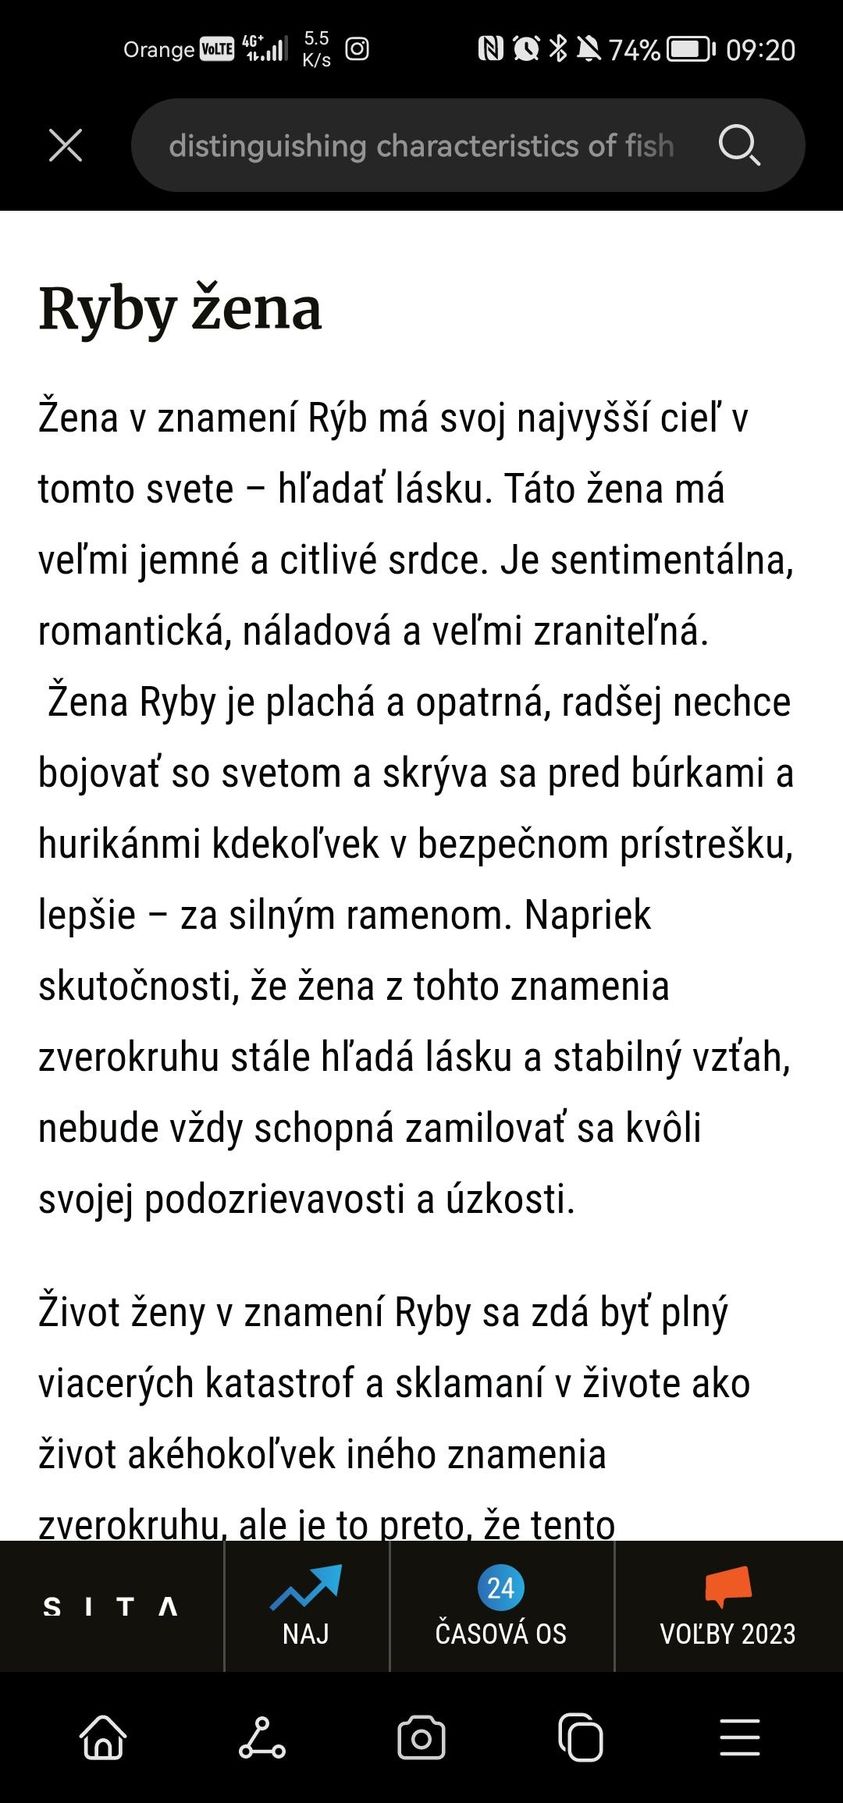 Orange VoLTE 4G+ 5.5 K/s 74% 09:20
distinguishing characteristics of fish
Ryby žena
Žena v znamení Rýb má svoj najvyšší cieľ v
tomto svete – hľadať lásku. Táto žena má
veľmi jemné a citlivé srdce. Je sentimentálna,
romantická, náladová a veľmi zraniteľná.
Žena Ryby je plachá a opatrná, radšej nechce
bojovať so svetom a skrýva sa pred búrkami a
hurikánmi kdekoľvek v bezpečnom prístrešku,
lepšie – za silným ramenom. Napriek
skutočnosti, že žena z tohto znamenia
zverokruhu stále hľadá lásku a stabilný vzťah,
nebude vždy schopná zamilovať sa kvôli
svojej podozrievavosti a úzkosti.
Život ženy v znamení Ryby sa zdá byť plný
viacerých katastrof a sklamaní v živote ako
život akéhokoľvek iného znamenia
zverokruhu, ale je to preto, že tento
SITA
NAJ
24
ČASOVÁ OS
VOĽBY 2023